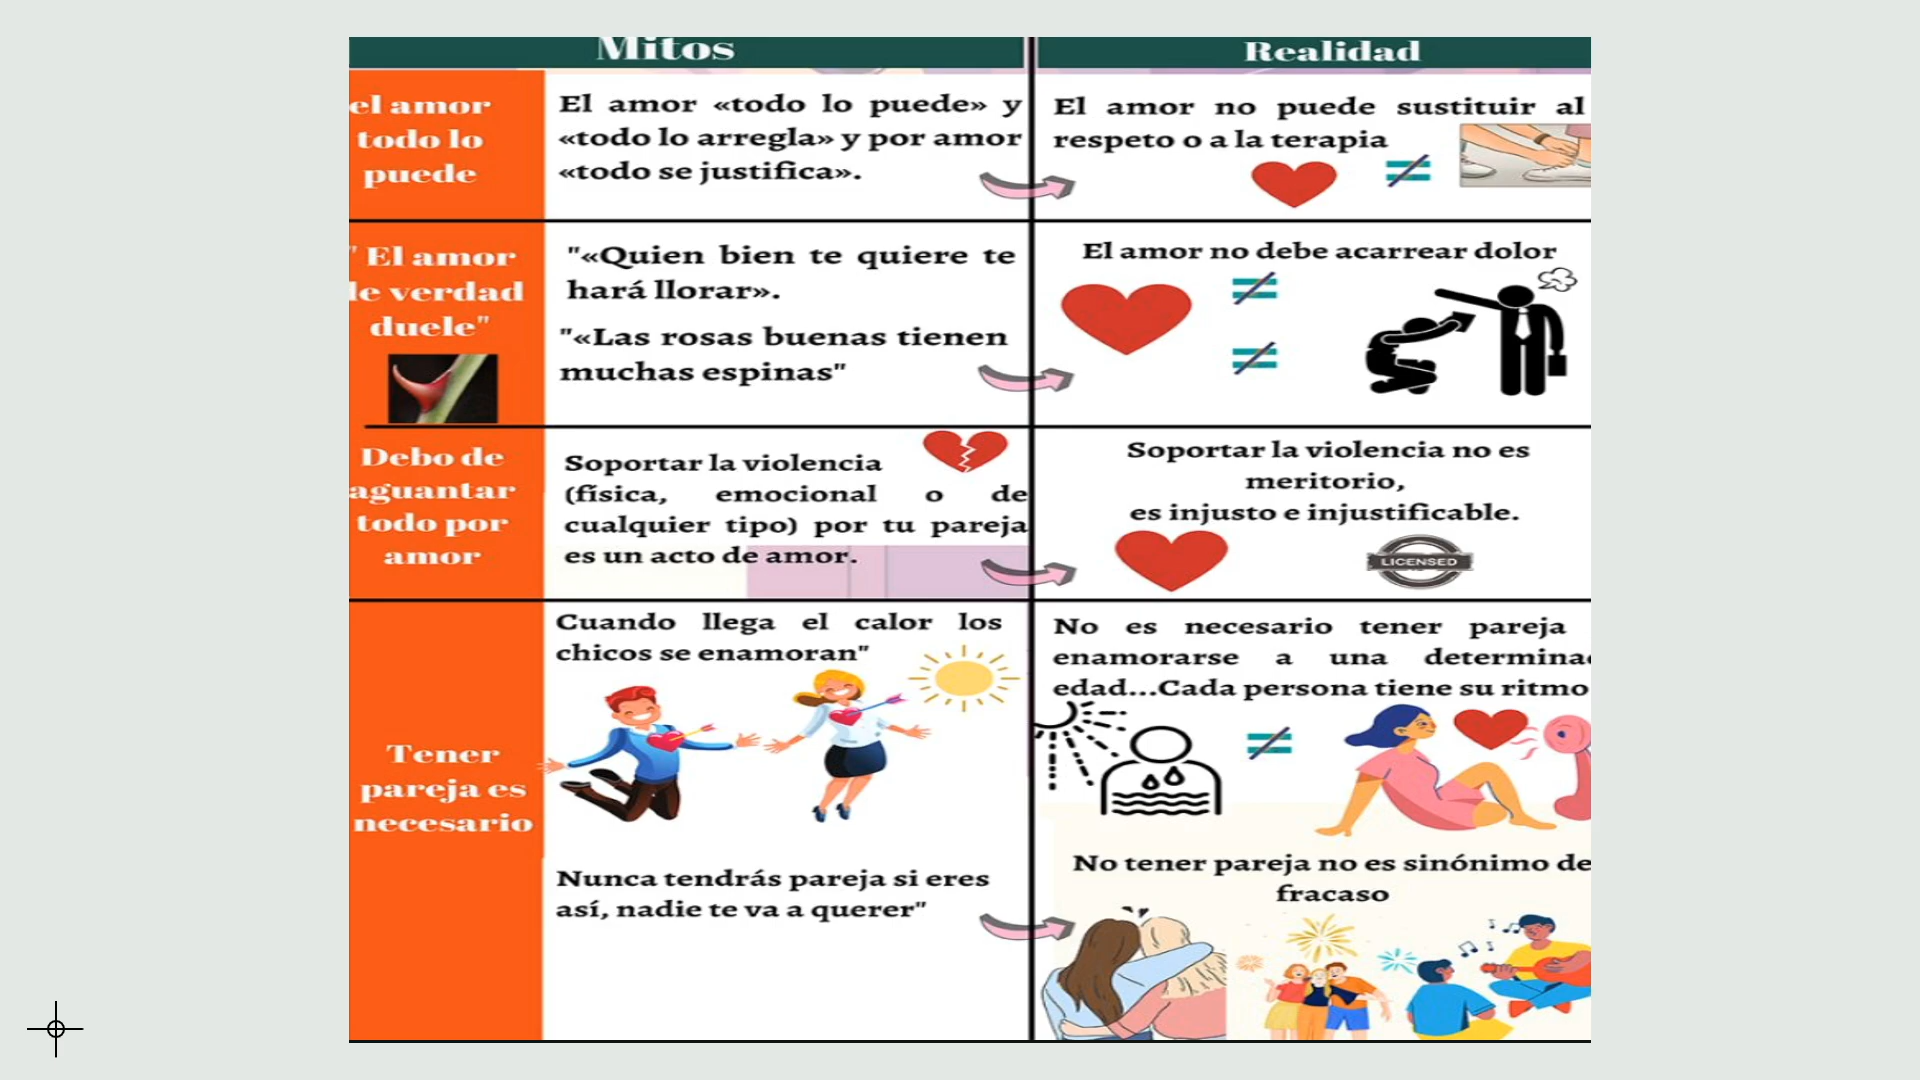 Mitos
Realidad
el amor
todo lo
puede
El amor «todo lo puede» y
«todo lo arregla» y por amor
«todo se justifica».
El amor no puede sustituir al
respeto o a la terapia
" El amor
de verdad
duele"
"«Quien bien te quiere te
hará llorar».
"«Las rosas buenas tienen
muchas espinas"
El amor no debe acarrear dolor
Debo de
aguantar
todo por
amor
Soportar la violencia
(física, emocional o de
cualquier tipo) por tu pareja
es un acto de amor.
Soportar la violencia no es
meritorio,
es injusto e injustificable.
LICENSED
Tener
pareja es
necesario
Cuando llega el calor los
chicos se enamoran"
Nunca tendrás pareja si eres
así, nadie te va a querer"
No es necesario tener pareja
enamorarse a una
edad...Cada persona tiene su ritmo
No tener pareja no es sinónimo de
fracaso